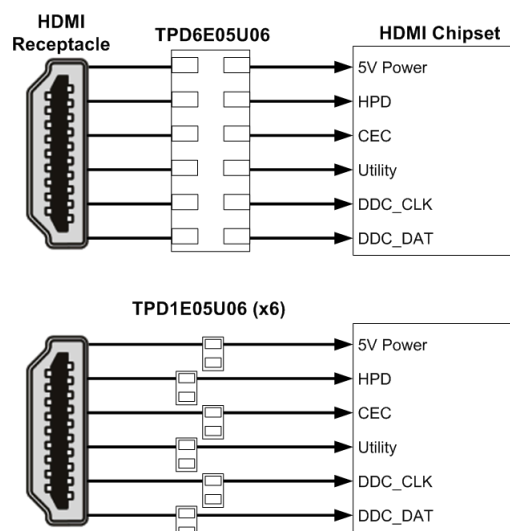 HDMI
Receptacle
TPD6E05U06
HDMI Chipset
5V Power
HPD
CEC
Utility
DDC_CLK
DDC_DAT
TPD1E05U06 (x6)
5V Power
HPD
CEC
Utility
DDC_CLK
DDC_DAT